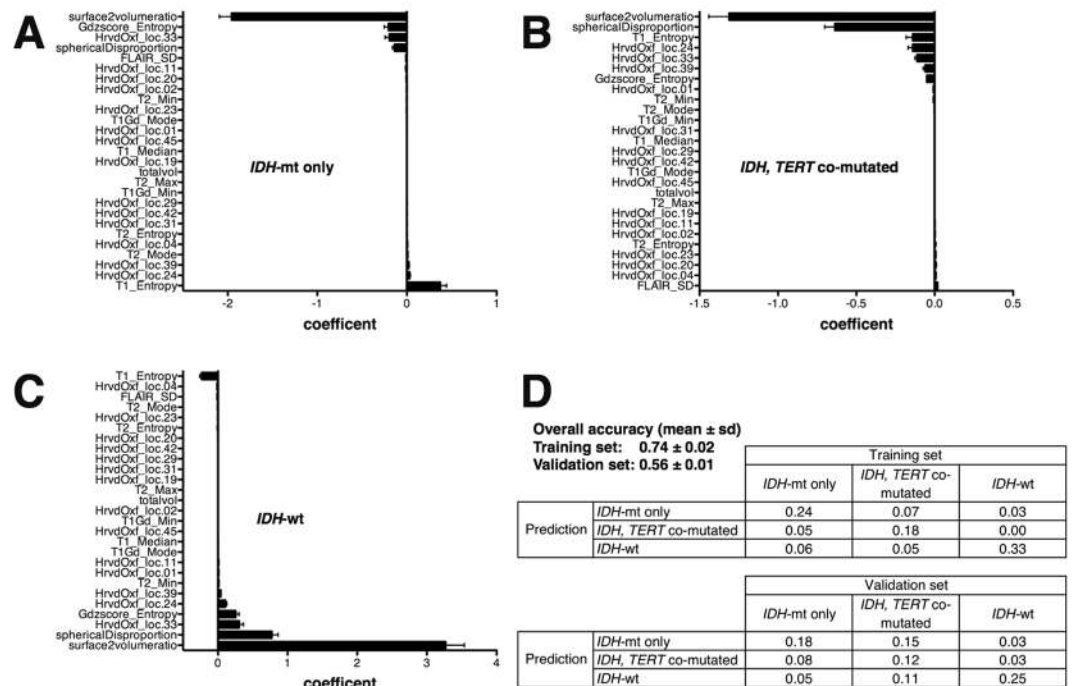 A
surface2volumeratio
Gdzscore_Entropy
HrvdOxf_loc.33
sphericalDisproportion
FLAIR_SD
HrvdOxf_loc.11
HrvdOxf_loc.20
HrvdOxf_loc.02
T2_Min
HrvdOxf_loc.23
T1Gd_Mode
HrvdOxf_loc.01
HrvdOxf_loc.45
T1_Median
HrvdOxf_loc.19
totalvol
T2_Max
T1Gd_Min
HrvdOxf_loc.29
HrvdOxf_loc.42
HrvdOxf_loc.31
T2_Entropy
HrvdOxf_loc.04
T2_Mode
HrvdOxf_loc.39
HrvdOxf_loc.24
T1_Entropy
IDH-mt only
-2 -1 0 1
coefficent
B
surface2volumeratio
sphericalDisproportion
T1_Entropy
HrvdOxf_loc.24
HrvdOxf_loc.33
HrvdOxf_loc.39
Gdzscore_Entropy
HrvdOxf_loc.01
T2_Min
T2_Mode
T1Gd_Min
HrvdOxf_loc.31
T1_Median
HrvdOxf_loc.29
HrvdOxf_loc.42
T1Gd_Mode
HrvdOxf_loc.45
totalvol
T2_Max
HrvdOxf_loc.19
HrvdOxf_loc.11
HrvdOxf_loc.02
T2_Entropy
HrvdOxf_loc.23
HrvdOxf_loc.20
HrvdOxf_loc.04
FLAIR_SD
IDH, TERT co-mutated
-1.5 -1.0 -0.5 0.0 0.5
coefficent
C
T1_Entropy
HrvdOxf_loc.04
FLAIR_SD
T2_Mode
HrvdOxf_loc.23
T2_Entropy
HrvdOxf_loc.20
HrvdOxf_loc.42
HrvdOxf_loc.29
HrvdOxf_loc.31
HrvdOxf_loc.19
T2_Max
totalvol
HrvdOxf_loc.02
T1Gd_Min
HrvdOxf_loc.45
T1_Median
T1Gd_Mode
HrvdOxf_loc.11
HrvdOxf_loc.01
T2_Min
HrvdOxf_loc.39
HrvdOxf_loc.24
Gdzscore_Entropy
HrvdOxf_loc.33
sphericalDisproportion
surface2volumeratio
IDH-wt
0 1 2 3 4
coefficent
D
Overall accuracy (mean ± sd)
Training set: 0.74 ± 0.02
Validation set: 0.56 ± 0.01
Training set
IDH-mt only IDH, TERT co- IDH-wt
mutated
IDH-mt only 0.24 0.07 0.03
Prediction IDH, TERT co-mutated 0.05 0.18 0.00
IDH-wt 0.06 0.05 0.33
Validation set
IDH-mt only IDH, TERT co- IDH-wt
mutated
IDH-mt only 0.18 0.15 0.03
Prediction IDH, TERT co-mutated 0.08 0.12 0.03
IDH-wt 0.05 0.11 0.25